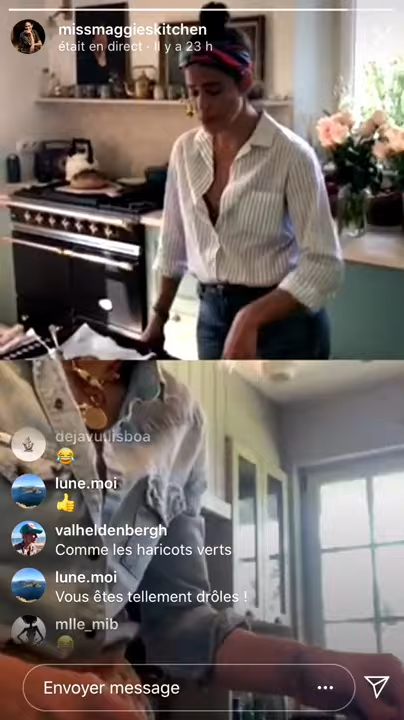 missmaggieskitchen
était en direct · Il y a 23 h
dejavulisboa
😂
lune.moi
👍
valheldenbergh
Comme les haricots verts
lune.moi
Vous êtes tellement drôles !
mlle_mib
😂
Envoyer message